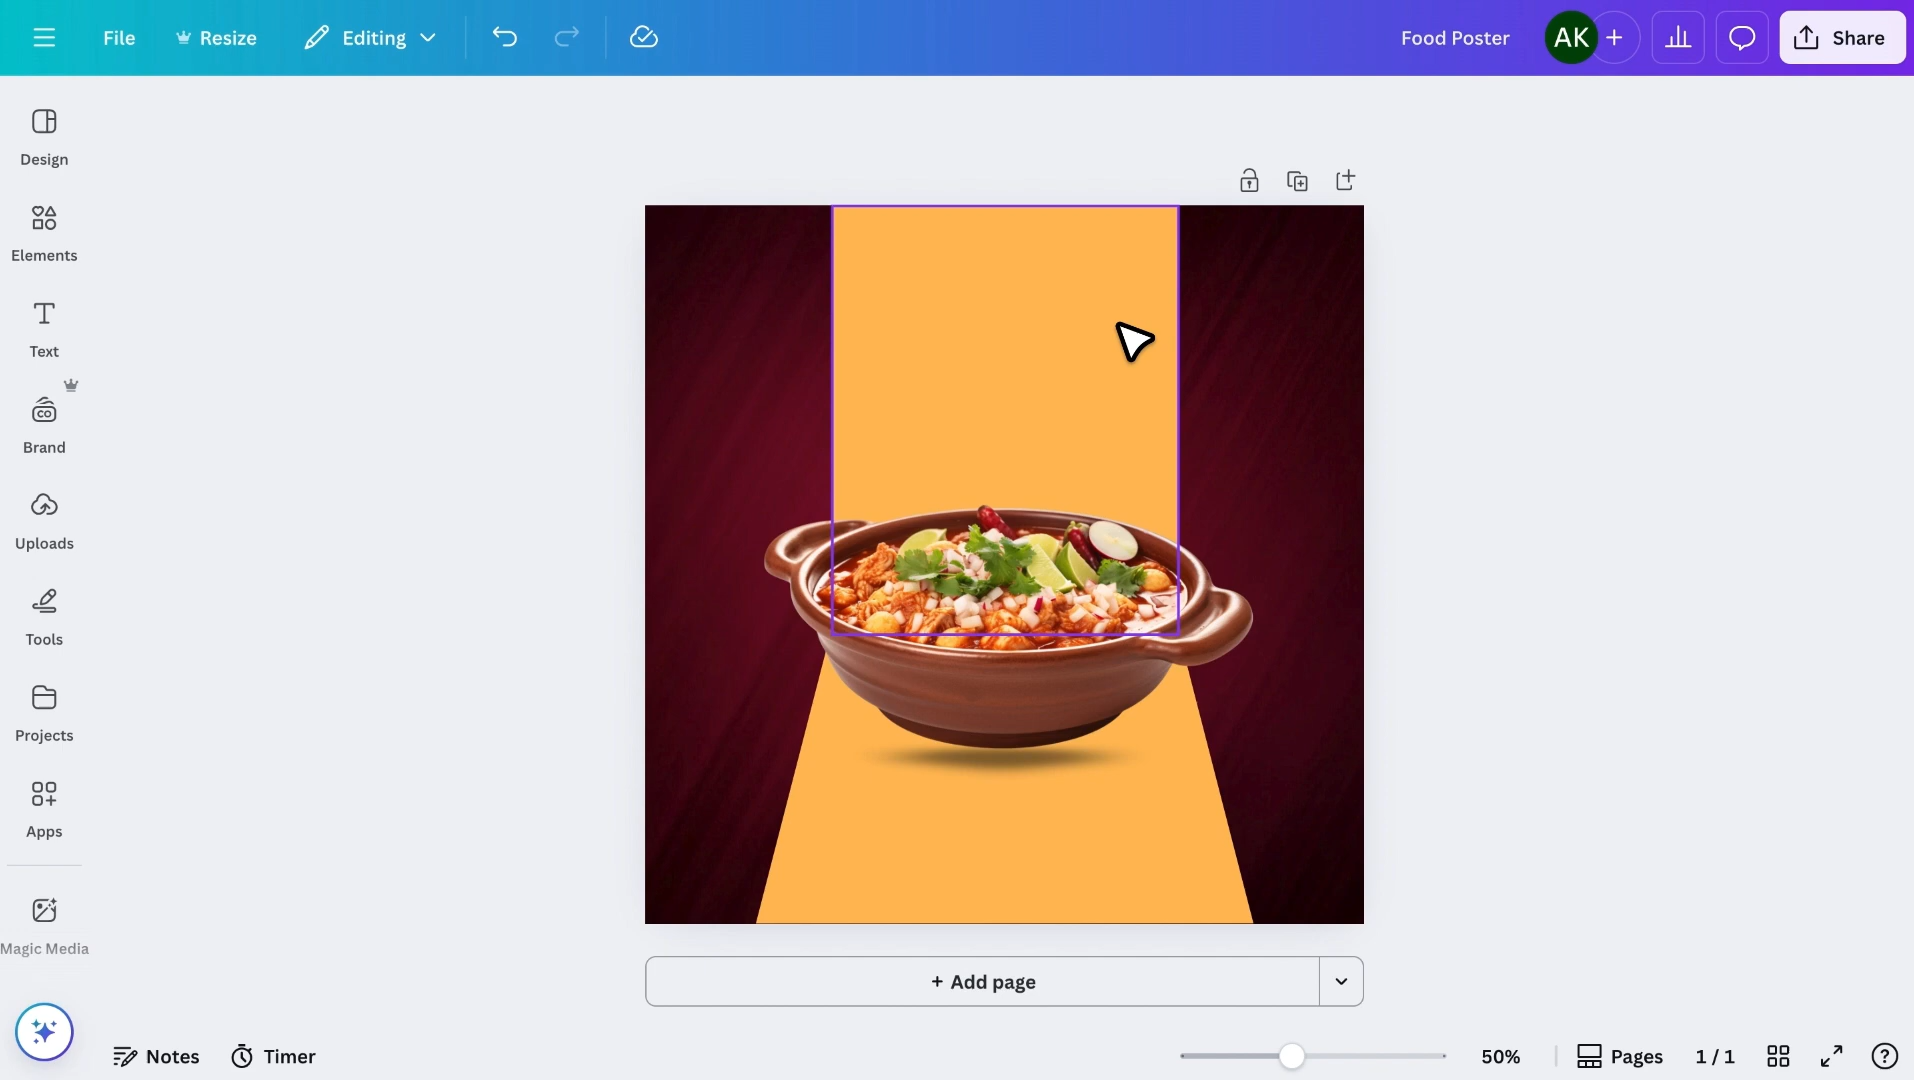 File
Resize
Editing
Food Poster
AK
Share
Design
Elements
Text
CO
Brand
Uploads
Tools
Projects
Apps
Magic Media
+ Add page
Notes
Timer
50%
Pages
1 / 1
?